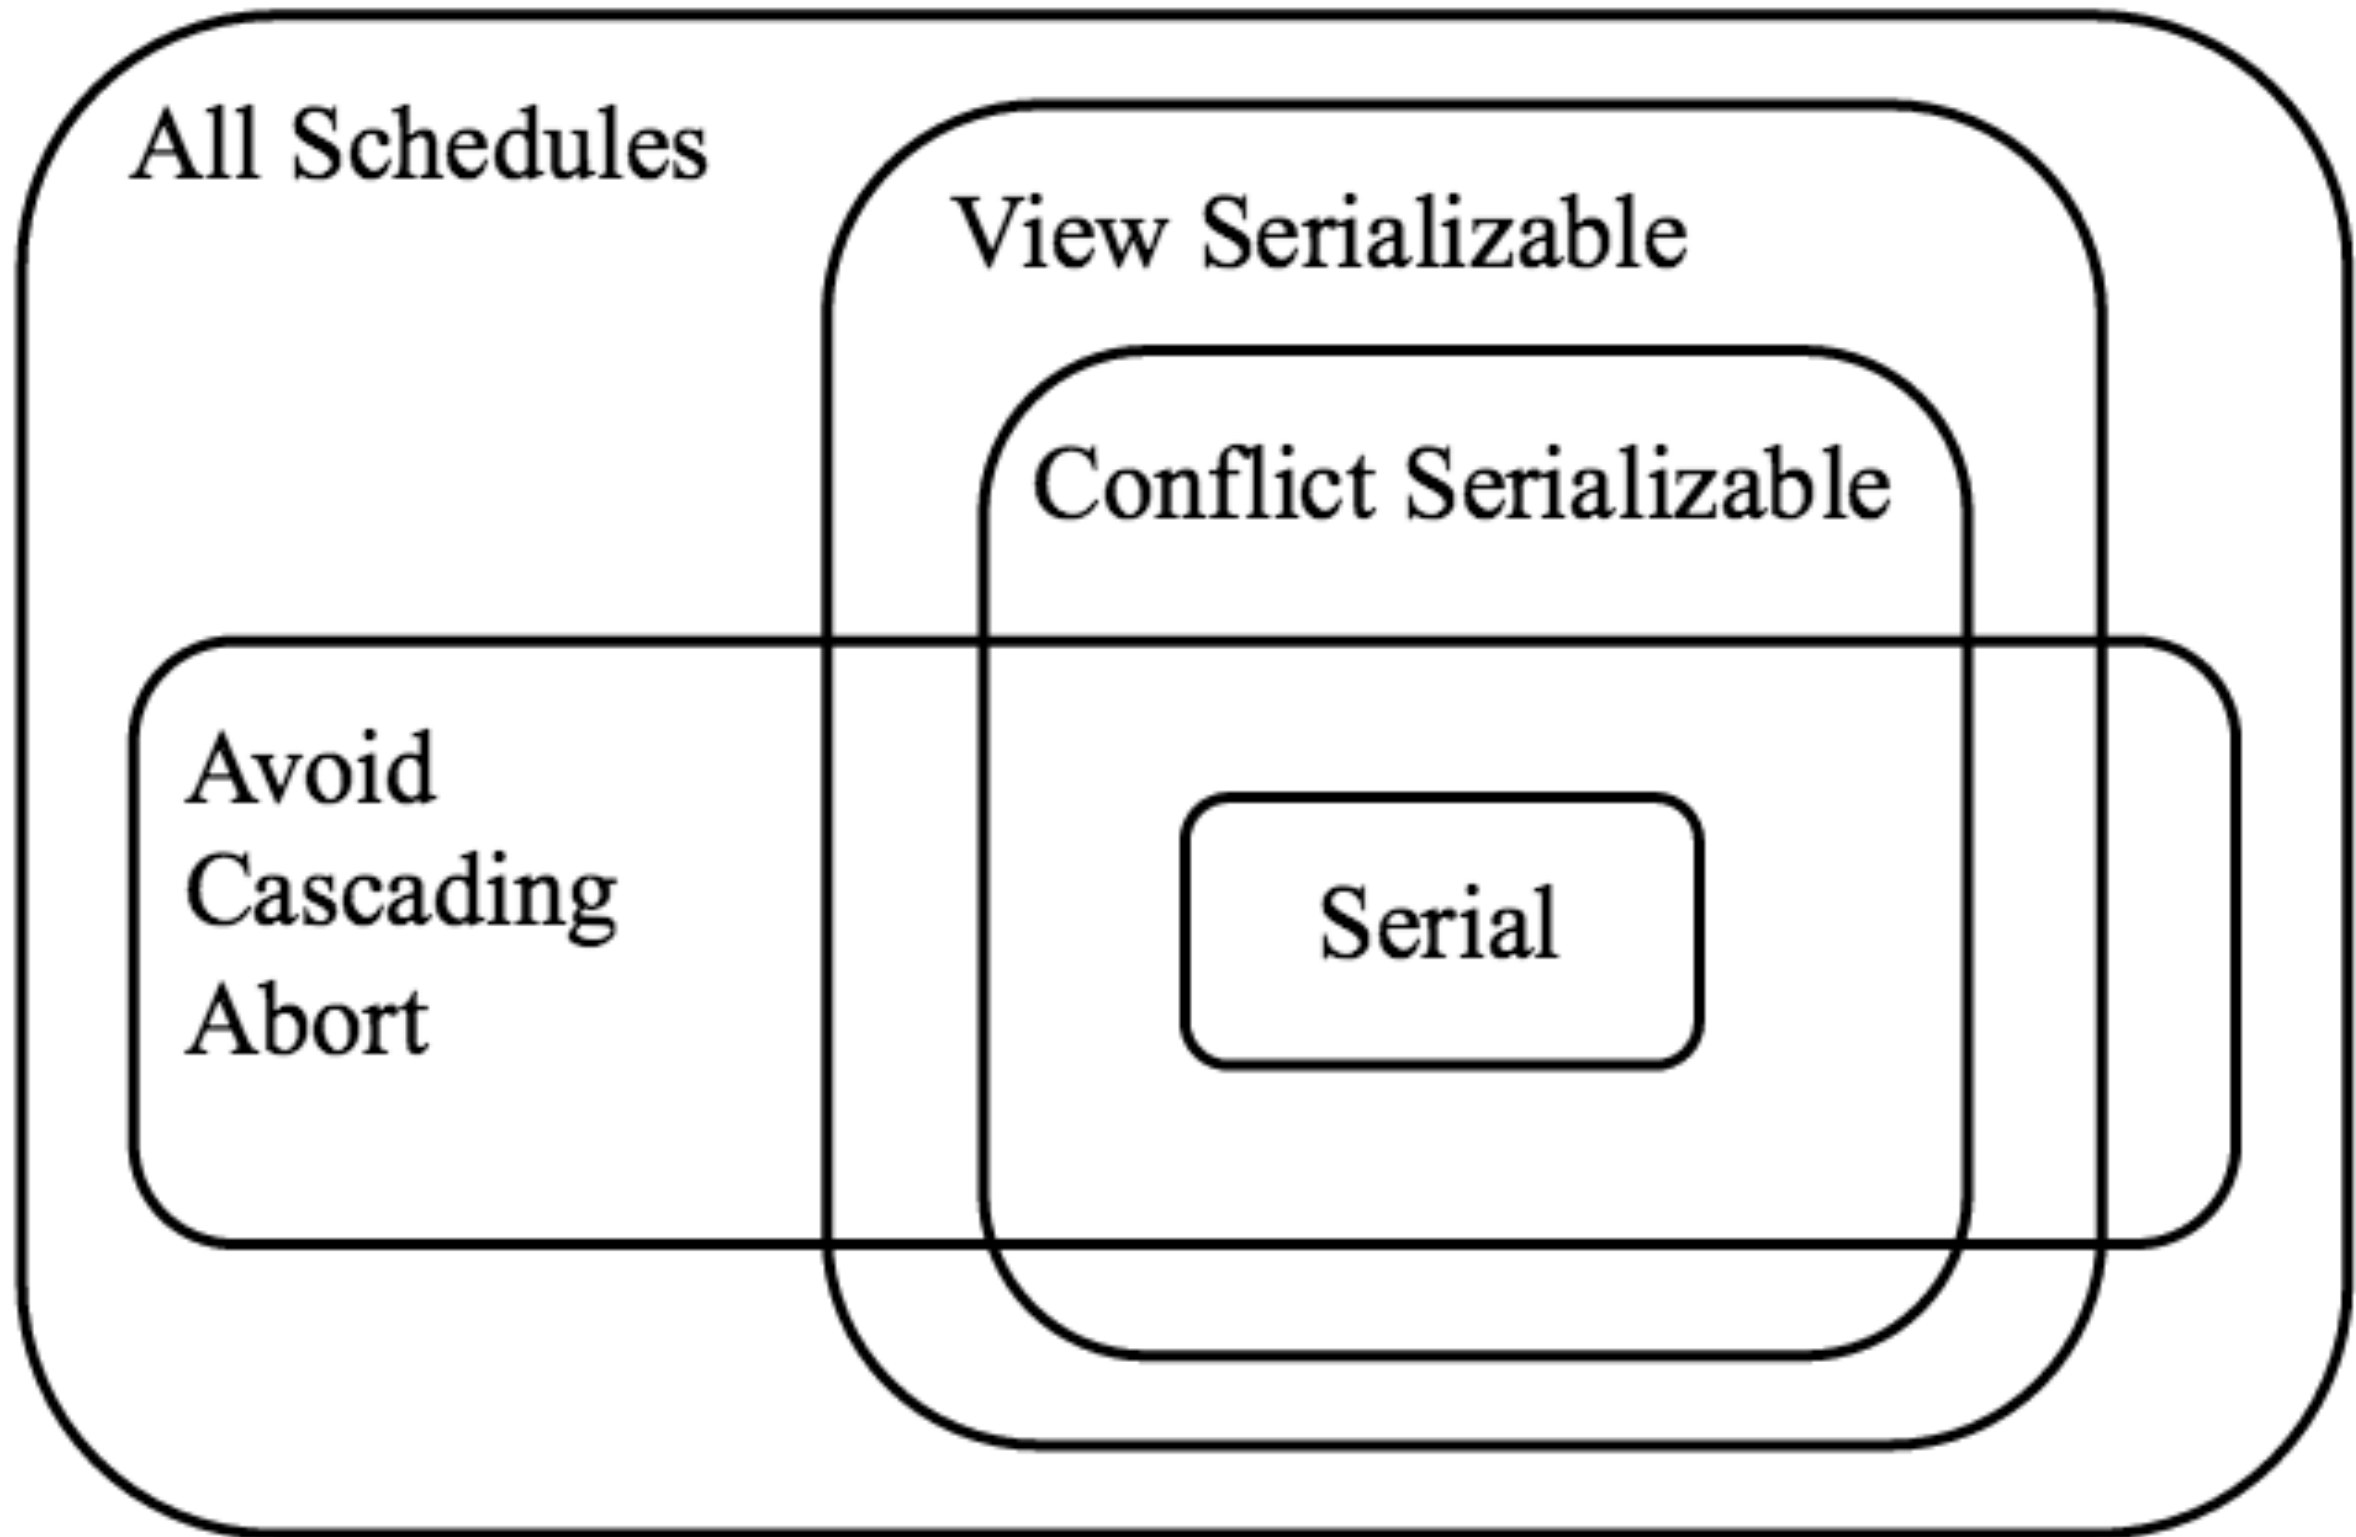 All Schedules
View Serializable
Conflict Serializable
Avoid
Cascading
Abort
Serial